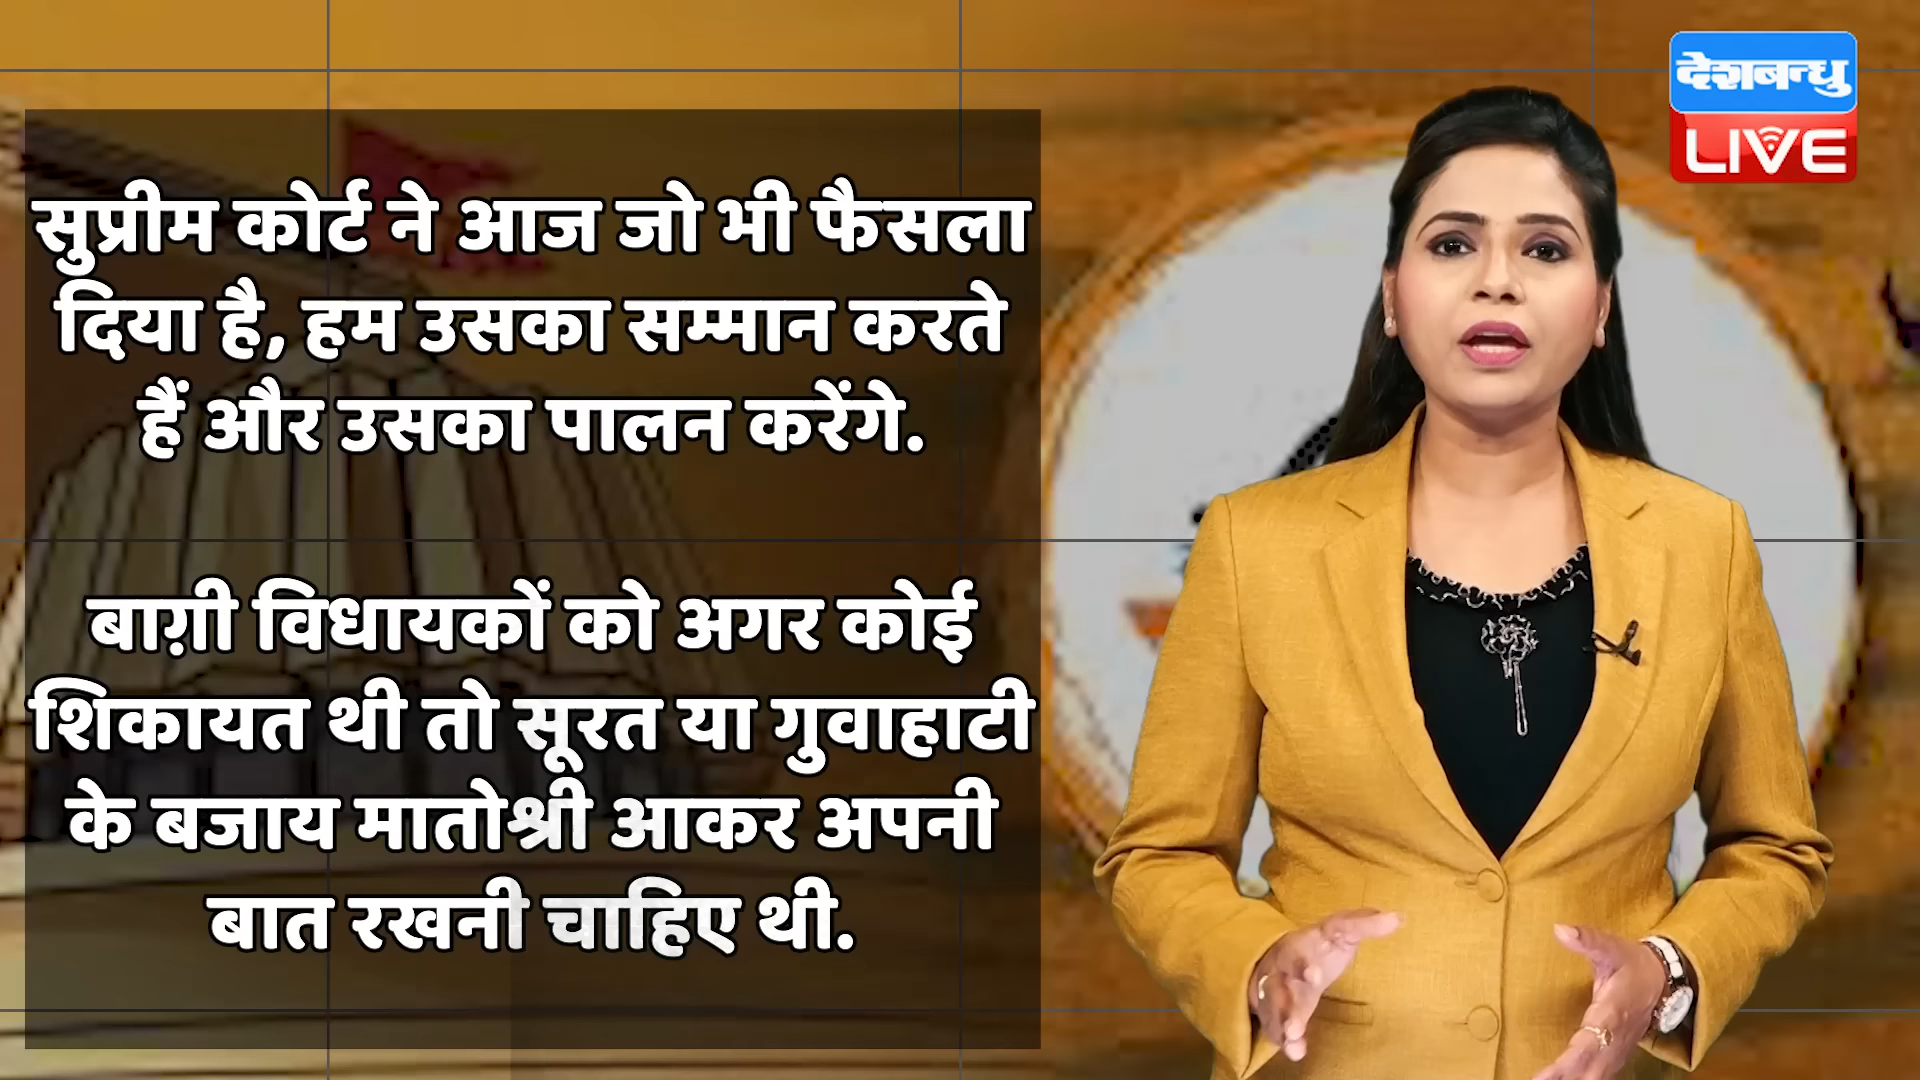 देशबन्धु
LIVE
सुप्रीम कोर्ट ने आज जो भी फैसला
दिया है, हम उसका सम्मान करते
हैं और उसका पालन करेंगे.
बाग़ी विधायकों को अगर कोई
शिकायत थी तो सूरत या गुवाहाटी
के बजाय मातोश्री आकर अपनी
बात रखनी चाहिए थी.